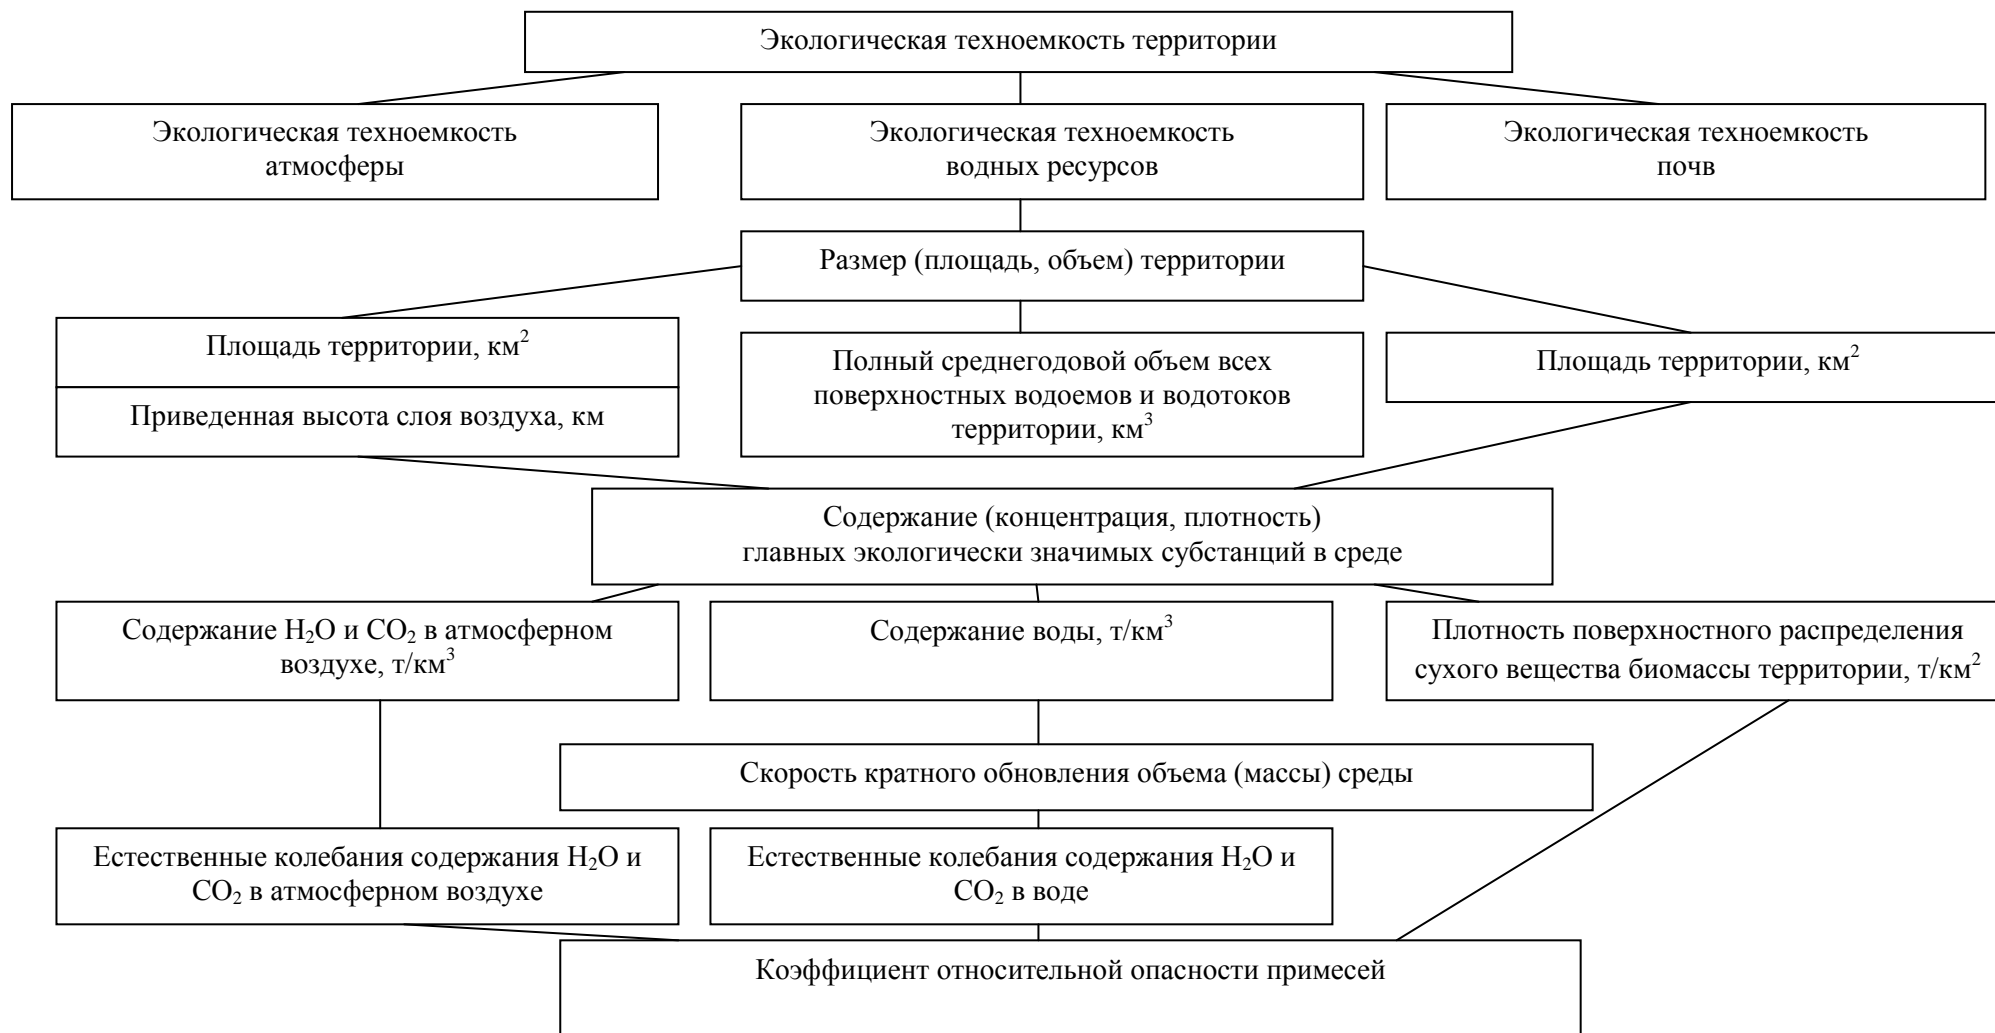 Экологическая техноемкость территории
Экологическая техноемкость
атмосферы
Экологическая техноемкость
водных ресурсов
Экологическая техноемкость
почв
Размер (площадь, объем) территории
Площадь территории, км²
Приведенная высота слоя воздуха, км
Полный среднегодовой объем всех
поверхностных водоемов и водотоков
территории, км³
Площадь территории, км²
Содержание (концентрация, плотность)
главных экологически значимых субстанций в среде
Содержание H₂O и CO₂ в атмосферном
воздухе, т/км³
Содержание воды, т/км³
Плотность поверхностного распределения
сухого вещества биомассы территории, т/км²
Скорость кратного обновления объема (массы) среды
Естественные колебания содержания H₂O и
CO₂ в атмосферном воздухе
Естественные колебания содержания H₂O и
CO₂ в воде
Коэффициент относительной опасности примесей